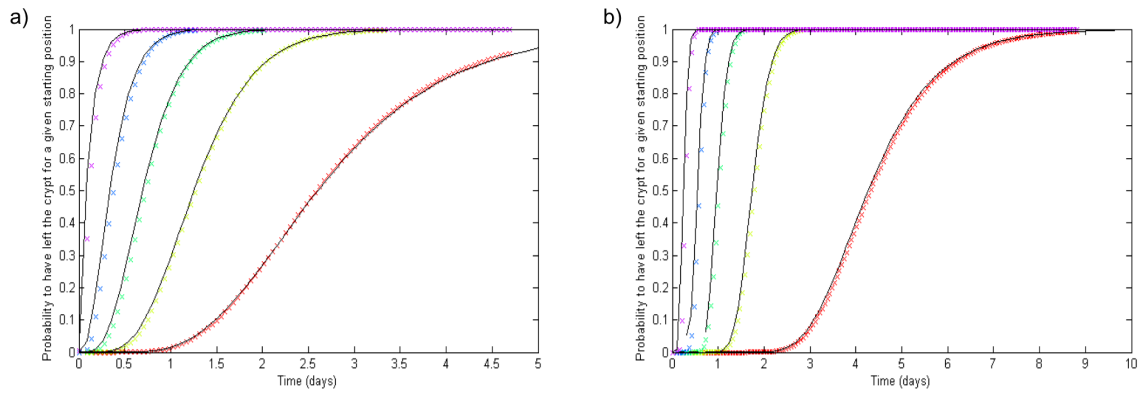 a)
Probability to have left the crypt for a given starting position
1
0.9
0.8
0.7
0.6
0.5
0.4
0.3
0.2
0.1
0
0 0.5 1 1.5 2 2.5 3 3.5 4 4.5 5
Time (days)
b)
Probability to have left the crypt for a given starting position
1
0.9
0.8
0.7
0.6
0.5
0.4
0.3
0.2
0.1
0
0 1 2 3 4 5 6 7 8 9 10
Time (days)